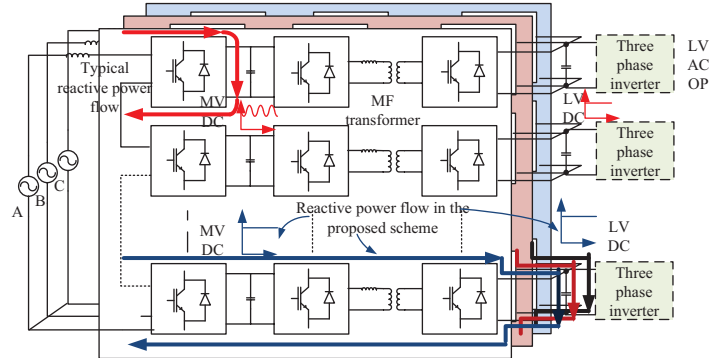 Typical
reactive power
flow
MV
DC
MF
transformer
LV
DC
Three
phase
inverter
LV
AC
OP
Three
phase
inverter
A
B
C
MV
DC
Reactive power flow in the
proposed scheme
LV
DC
Three
phase
inverter